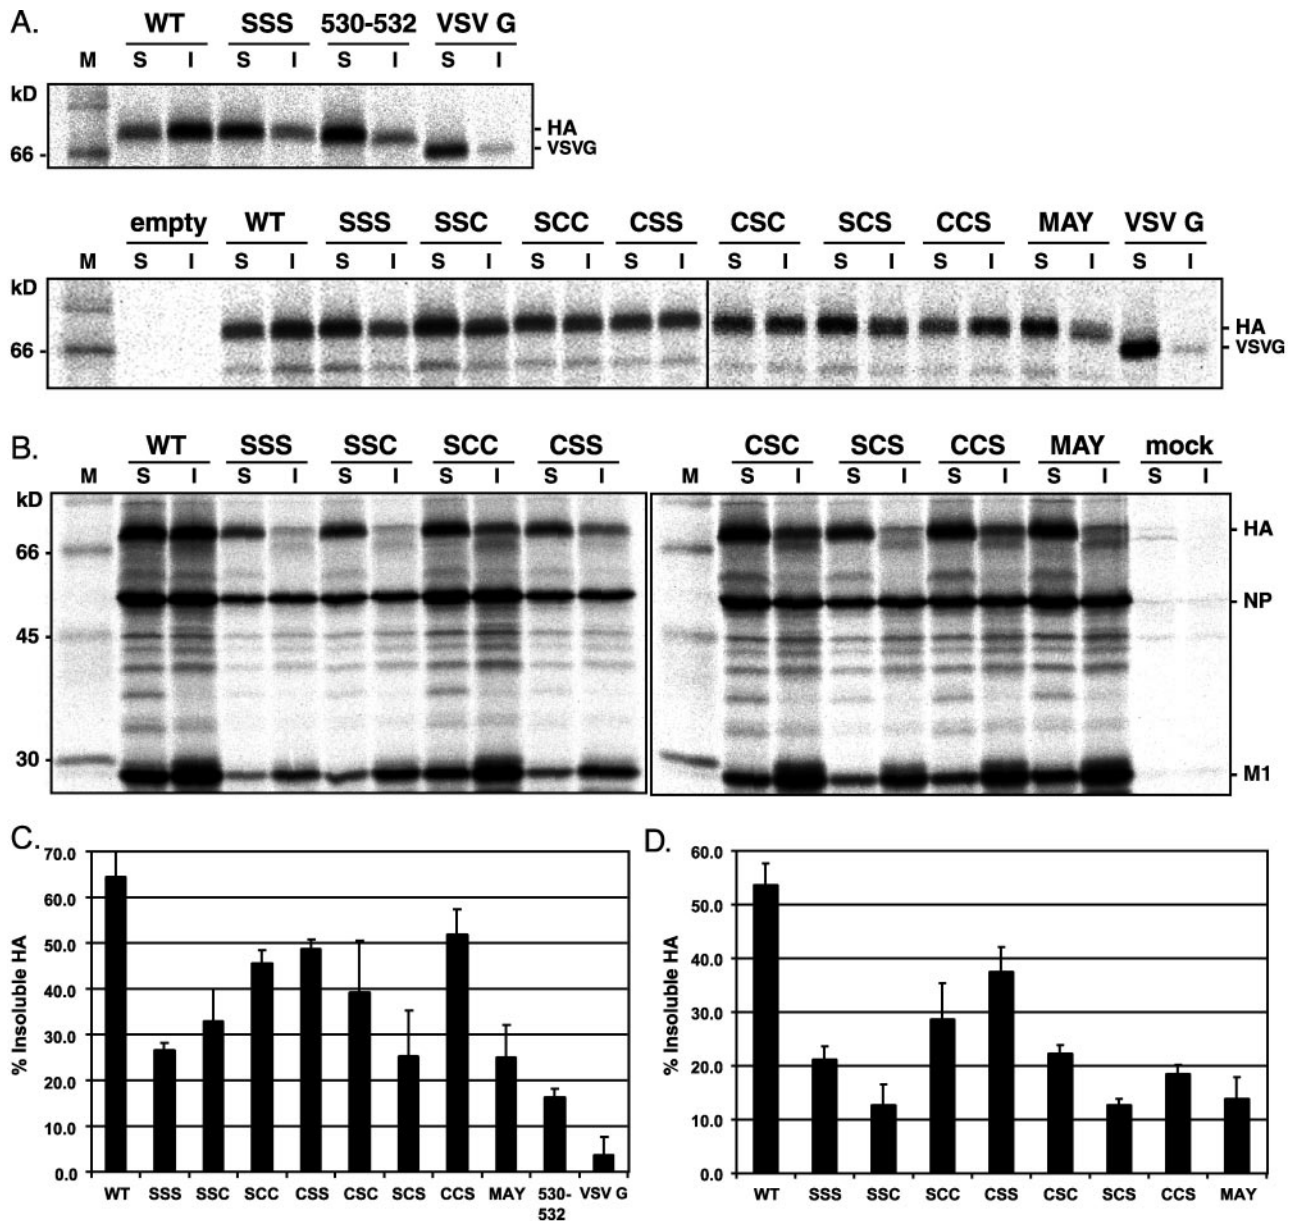 A.
WT SSS 530-532 VSV G
M S I S I S I S I
kD
HA
VSVG
66
empty WT SSS SSC SCC CSS CSC SCS CCS MAY VSV G
M S I S I S I S I S I S I S I S I S I S I S I
kD
HA
66
VSVG
B.
WT SSS SSC SCC CSS CSC SCS CCS MAY mock
M S I S I S I S I S I M S I S I S I S I S I
kD
HA
66
NP
45
30
M1
C.
% Insoluble HA
70.0
60.0
50.0
40.0
30.0
20.0
10.0
0.0
WT SSS SSC SCC CSS CSC SCS CCS MAY 530-532 VSV G
D.
% Insoluble HA
60.0
50.0
40.0
30.0
20.0
10.0
0.0
WT SSS SSC SCC CSS CSC SCS CCS MAY